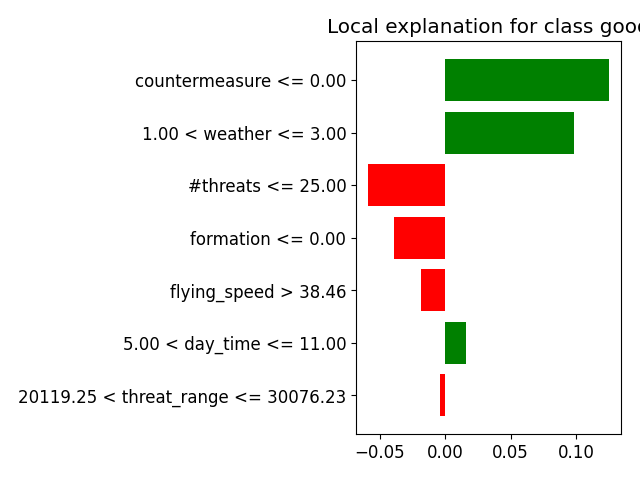 Local explanation for class good
countermeasure <= 0.00
1.00 < weather <= 3.00
#threats <= 25.00
formation <= 0.00
flying_speed > 38.46
5.00 < day_time <= 11.00
20119.25 < threat_range <= 30076.23
−0.05 0.00 0.05 0.10